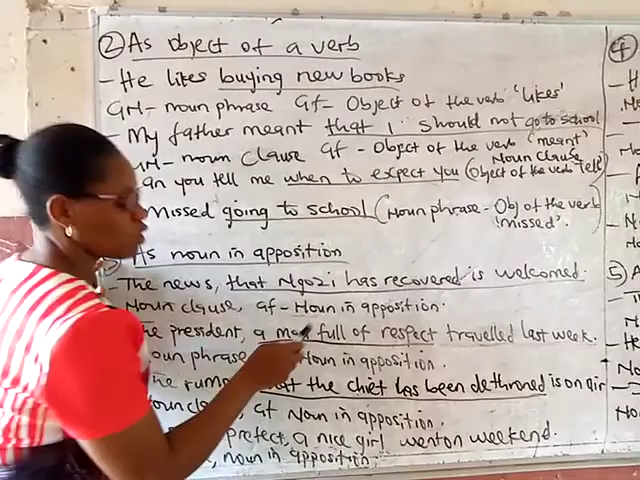 ② As object of a verb
- He likes buying new books
GN- noun phrase Gf- Object of the verb 'likes'
- My father meant that I should not go to school
GN- noun clause Gf - Object of the verb 'meant'
Can you tell me when to expect you (Noun clause Object of the verb 'tell')
Missed going to school (Noun phrase - Obj of the verb 'missed'.
As noun in apposition
- The news, that Ngozi has recovered is welcomed.
Noun clause, Gf - Noun in apposition.
The president, a man full of respect travelled last week.
Noun phrase Noun in apposition.
The the chief has been dethroned is on air
Noun Gf Noun in apposition.
prefect, a nice girl went on weekend.
, noun in apposition
④
5) A